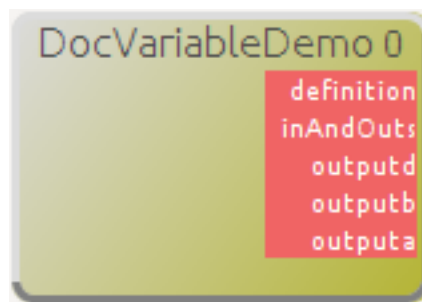 DocVariableDemo 0
definition
inAndOuts
outputd
outputb
outputa